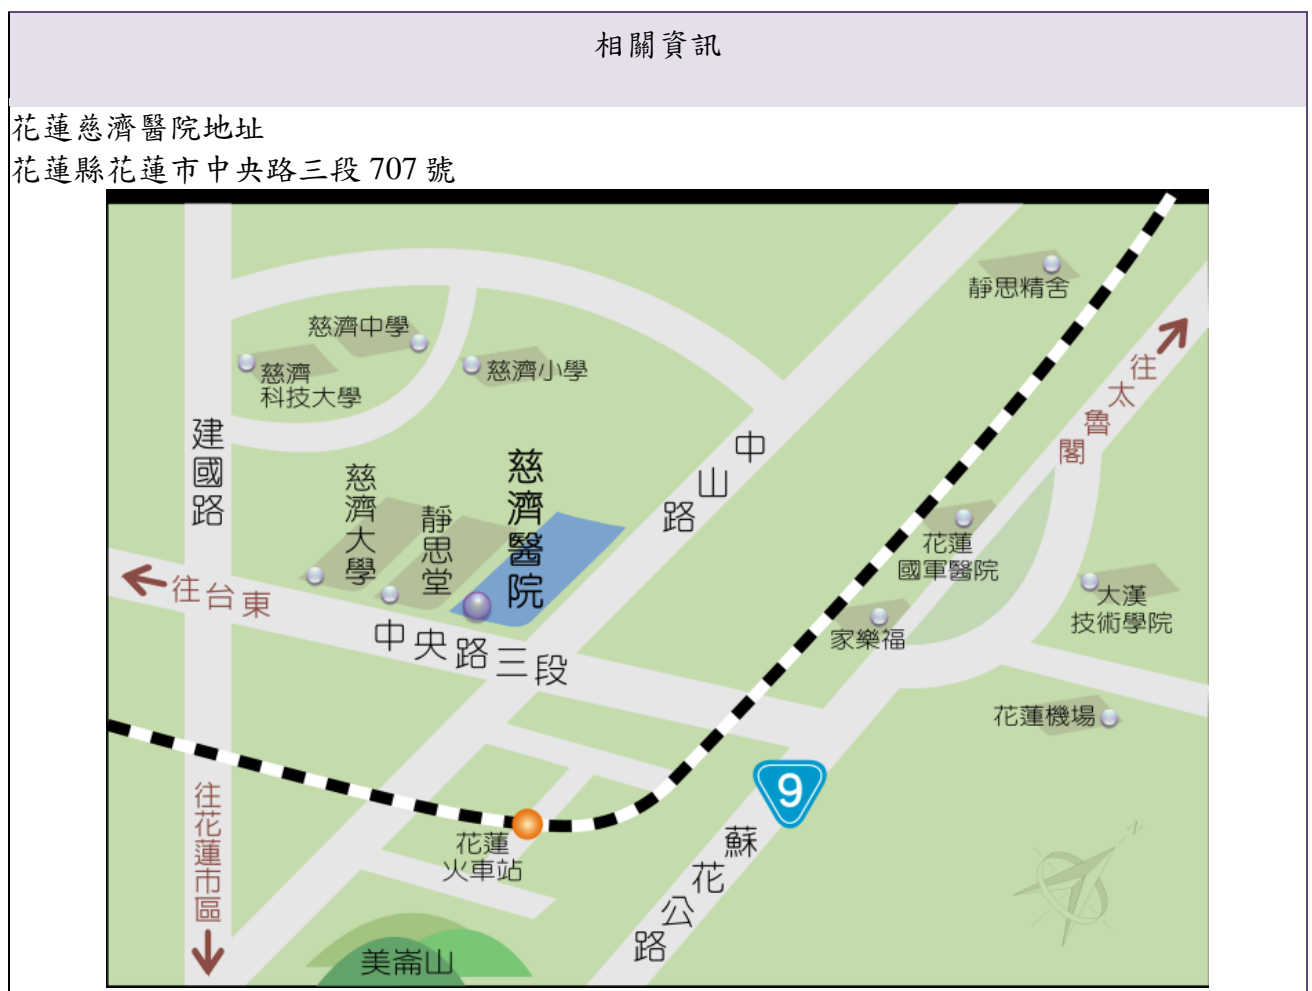 相關資訊
花蓮慈濟醫院地址
花蓮縣花蓮市中央路三段 707 號
靜思精舍
慈濟中學
慈濟
科技大學
慈濟小學
往太魯閣
建國路
中山路
慈濟大學
靜思堂
慈濟醫院
花蓮
國軍醫院
往台東
大漢
技術學院
家樂福
中央路三段
花蓮機場
9
往花蓮市區
花蓮
火車站
蘇花公路
N
美崙山